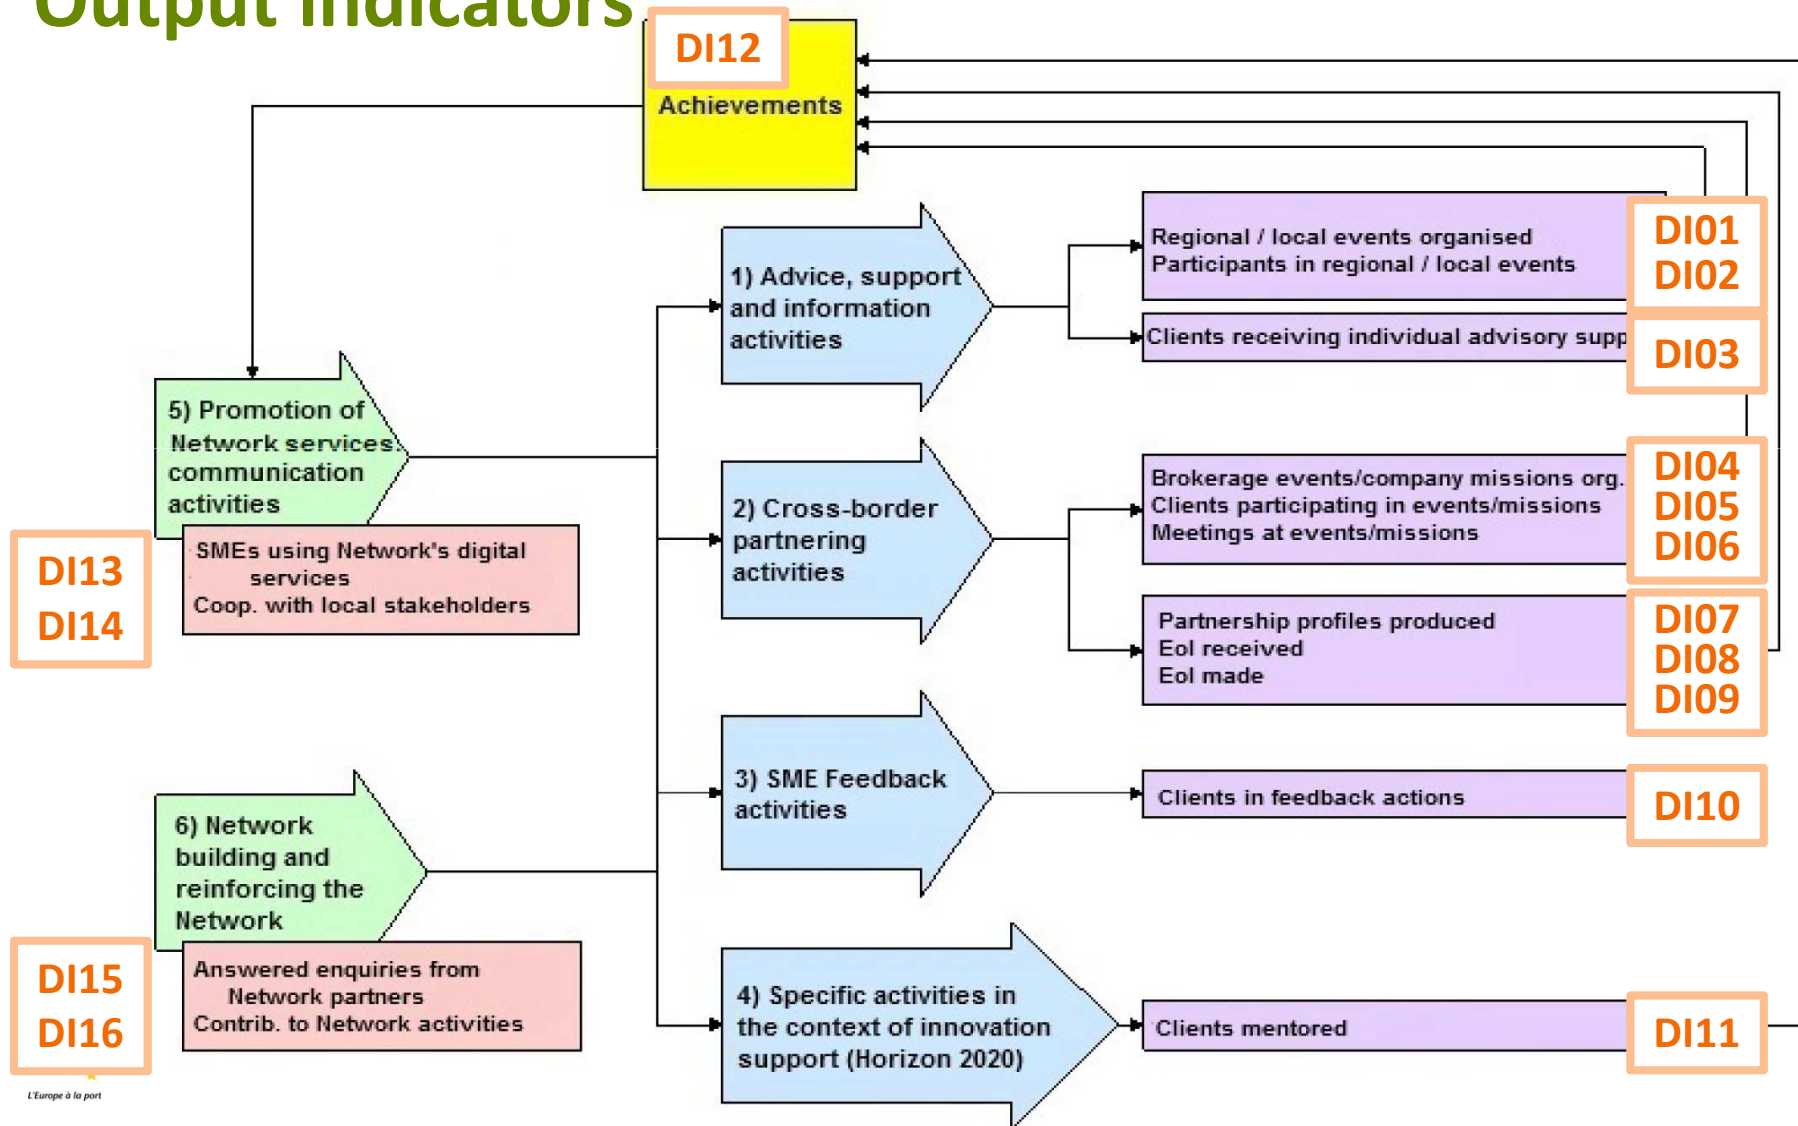 Output Indicators
DI12
Achievements
1) Advice, support
and information
activities
Regional / local events organised
Participants in regional / local events
DI01
DI02
Clients receiving individual advisory supp
DI03
5) Promotion of
Network services.
communication
activities
SMEs using Network's digital
services
Coop. with local stakeholders
DI13
DI14
2) Cross-border
partnering
activities
Brokerage events/company missions org.
Clients participating in events/missions
Meetings at events/missions
DI04
DI05
DI06
Partnership profiles produced
EoI received
EoI made
DI07
DI08
DI09
3) SME Feedback
activities
Clients in feedback actions
DI10
6) Network
building and
reinforcing the
Network
Answered enquiries from
Network partners
Contrib. to Network activities
DI15
DI16
4) Specific activities in
the context of innovation
support (Horizon 2020)
Clients mentored
DI11
L'Europe à la port